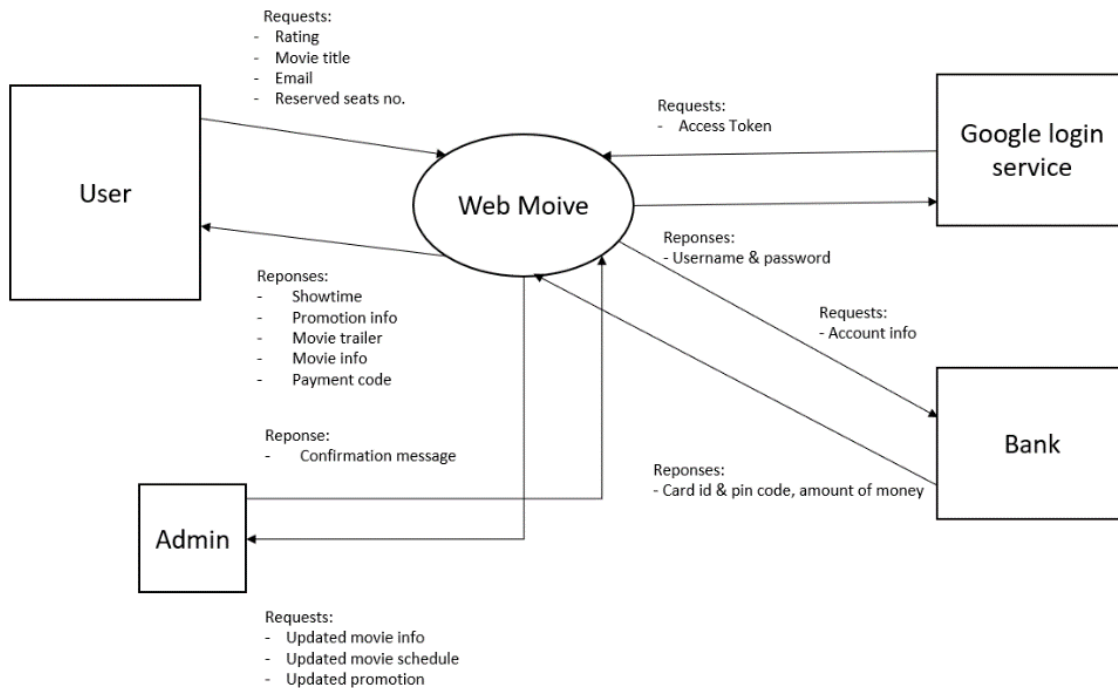 Requests:
- Rating
- Movie title
- Email
- Reserved seats no.
User
Requests:
- Access Token
Google login
service
Web Moive
Reponses:
- Username & password
Reponses:
- Showtime
- Promotion info
- Movie trailer
- Movie info
- Payment code
Requests:
- Account info
Reponse:
- Confirmation message
Bank
Reponses:
- Card id & pin code, amount of money
Admin
Requests:
- Updated movie info
- Updated movie schedule
- Updated promotion